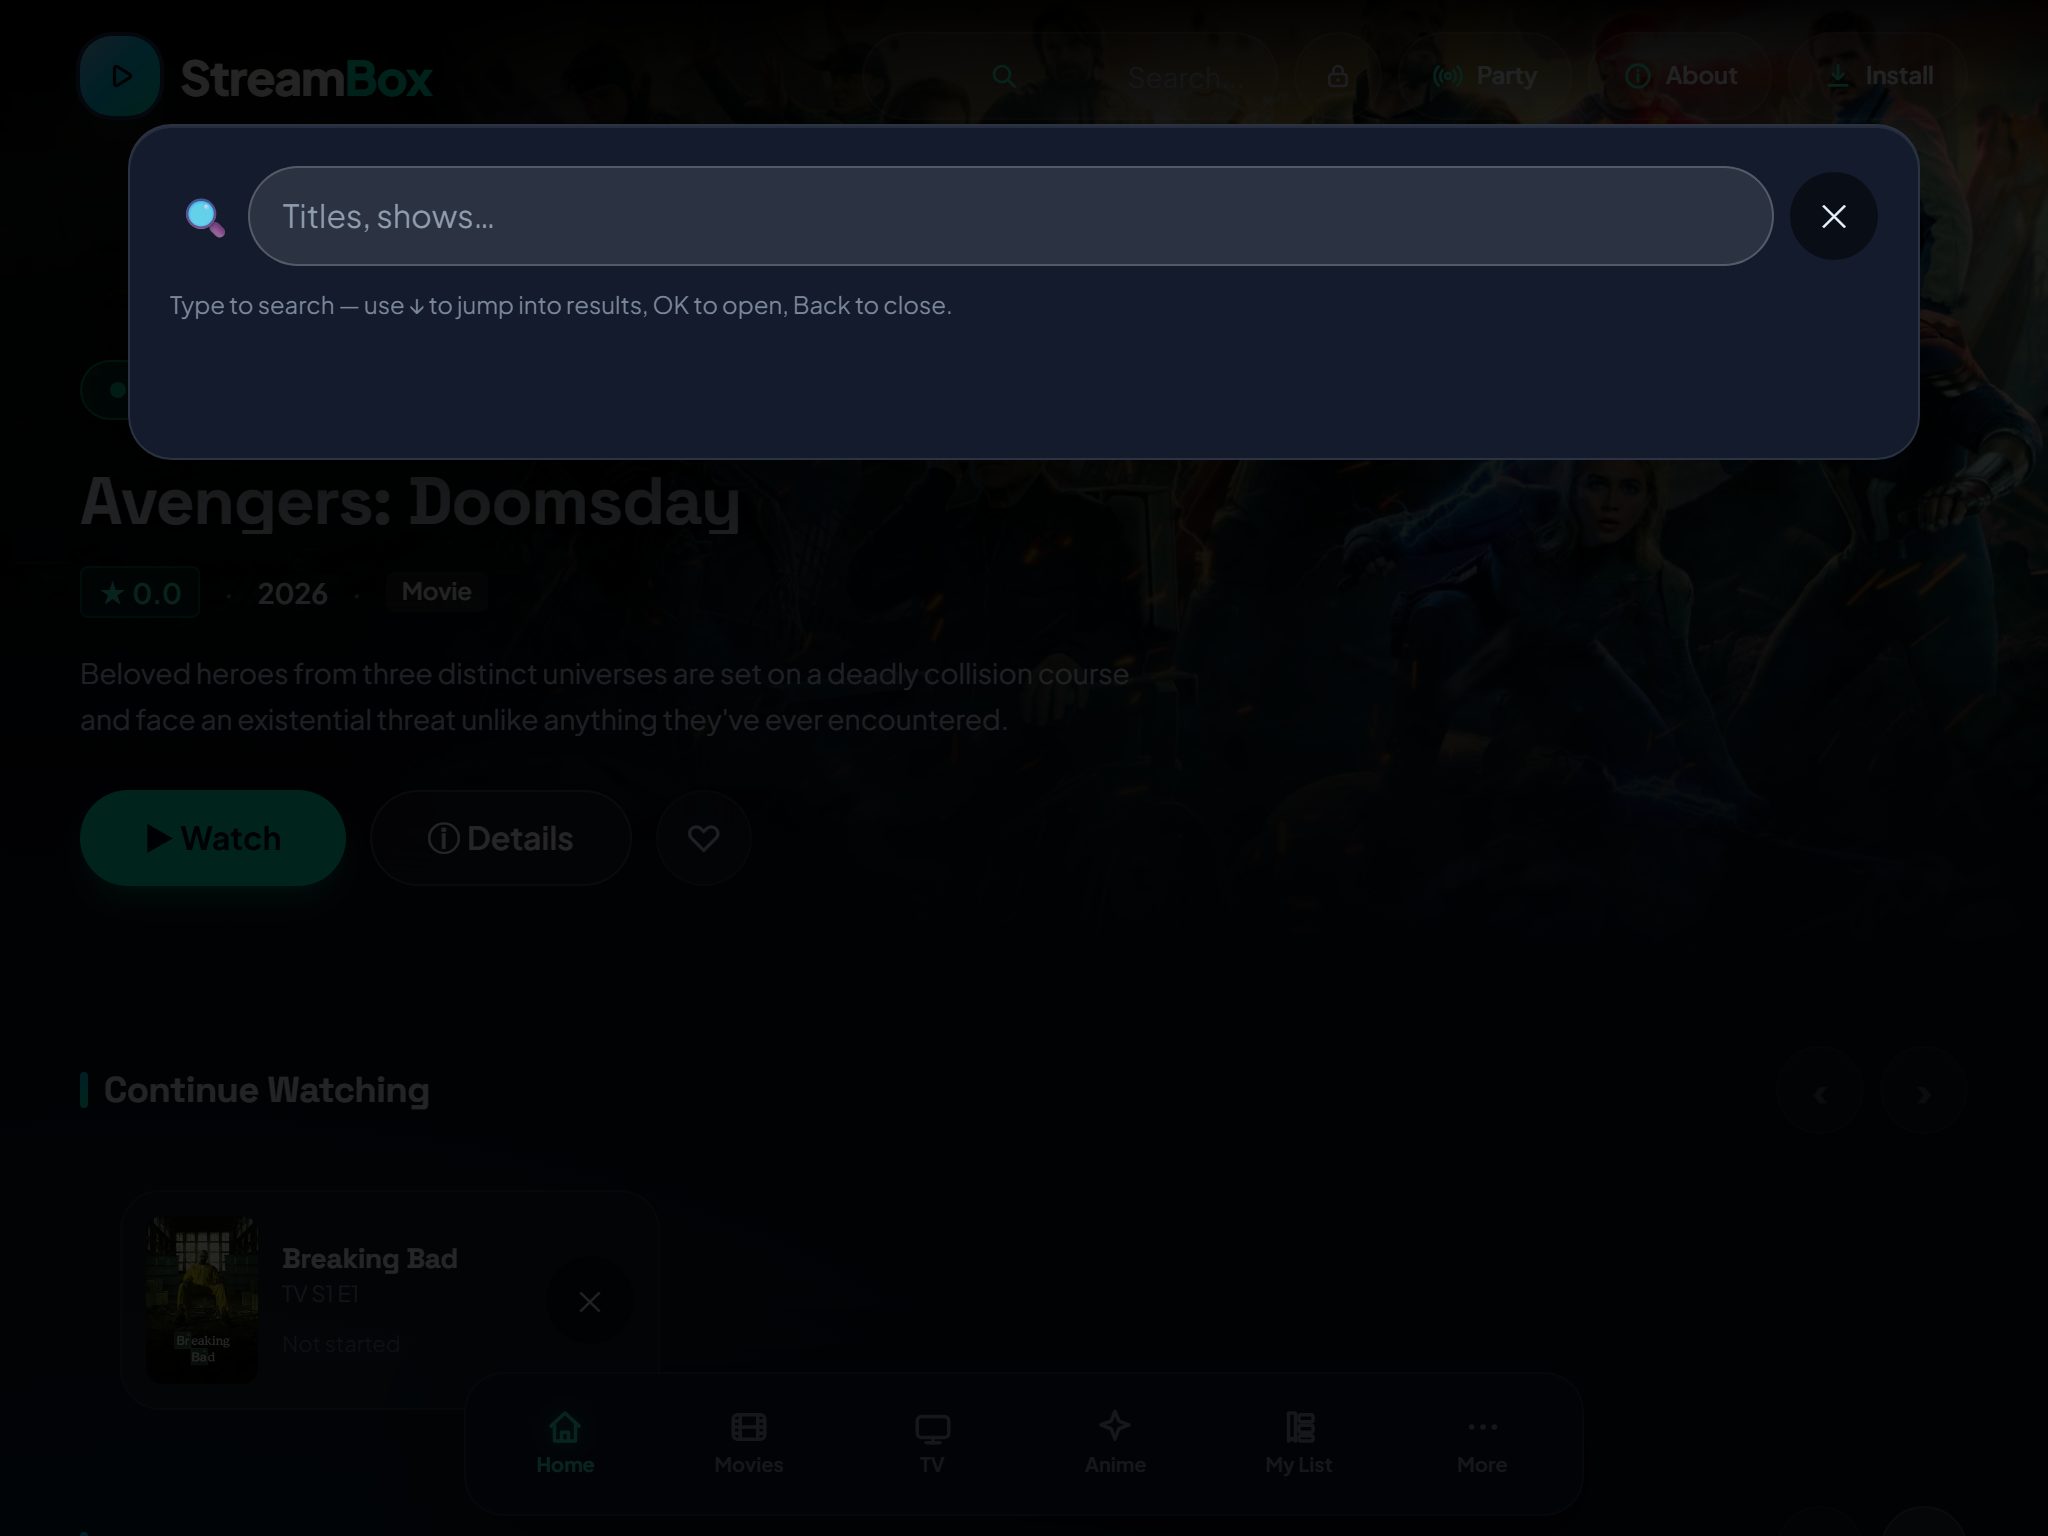 StreamBox
Search...
Party
About
Install
Titles, shows...
Type to search — use ↓ to jump into results, OK to open, Back to close.
Avengers: Doomsday
★ 0.0 · 2026 · Movie
Beloved heroes from three distinct universes are set on a deadly collision course
and face an existential threat unlike anything they've ever encountered.
▶ Watch
ⓘ Details
Continue Watching
‹ ›
Breaking Bad
TV S1 E1
Not started
Breaking
Bad
Home
Movies
TV
Anime
My List
More